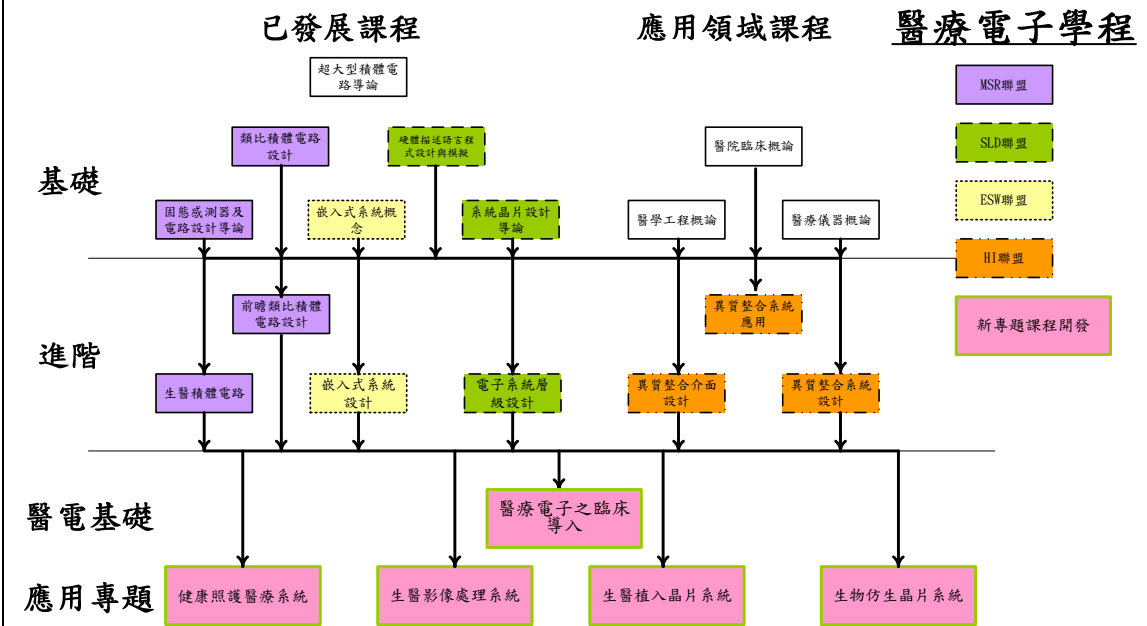 已發展課程
應用領域課程
醫療電子學程
超大型積體電
路導論
MSR聯盟
類比積體電路
設計
硬體描述語言程
式設計與模擬
醫院臨床概論
SLD聯盟
基礎
固態感測器及
電路設計導論
嵌入式系統概
念
系統晶片設計
導論
醫學工程概論
醫療儀器概論
ESW聯盟
HI聯盟
前瞻類比積體
電路設計
異質整合系統
應用
新專題課程開發
進階
生醫積體電路
嵌入式系統
設計
電子系統層
級設計
異質整合介面
設計
異質整合系統
設計
醫電基礎
醫療電子之臨床
導入
應用專題
健康照護醫療系統
生醫影像處理系統
生醫植入晶片系統
生物仿生晶片系統